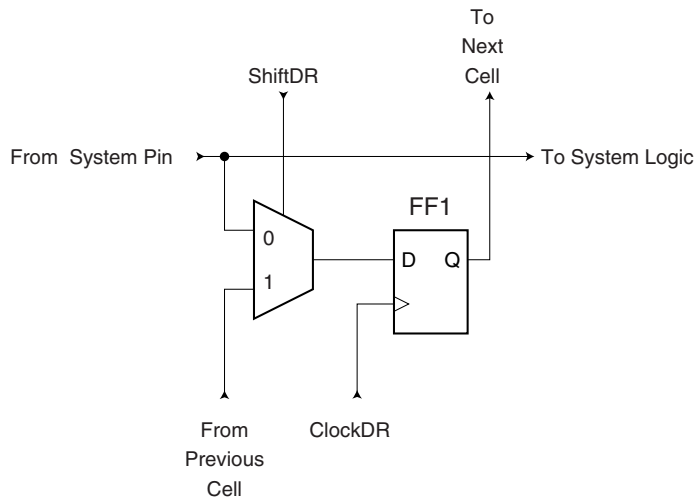 To
Next
Cell
ShiftDR
From System Pin
To System Logic
FF1
0
D Q
1
From
Previous
Cell
ClockDR